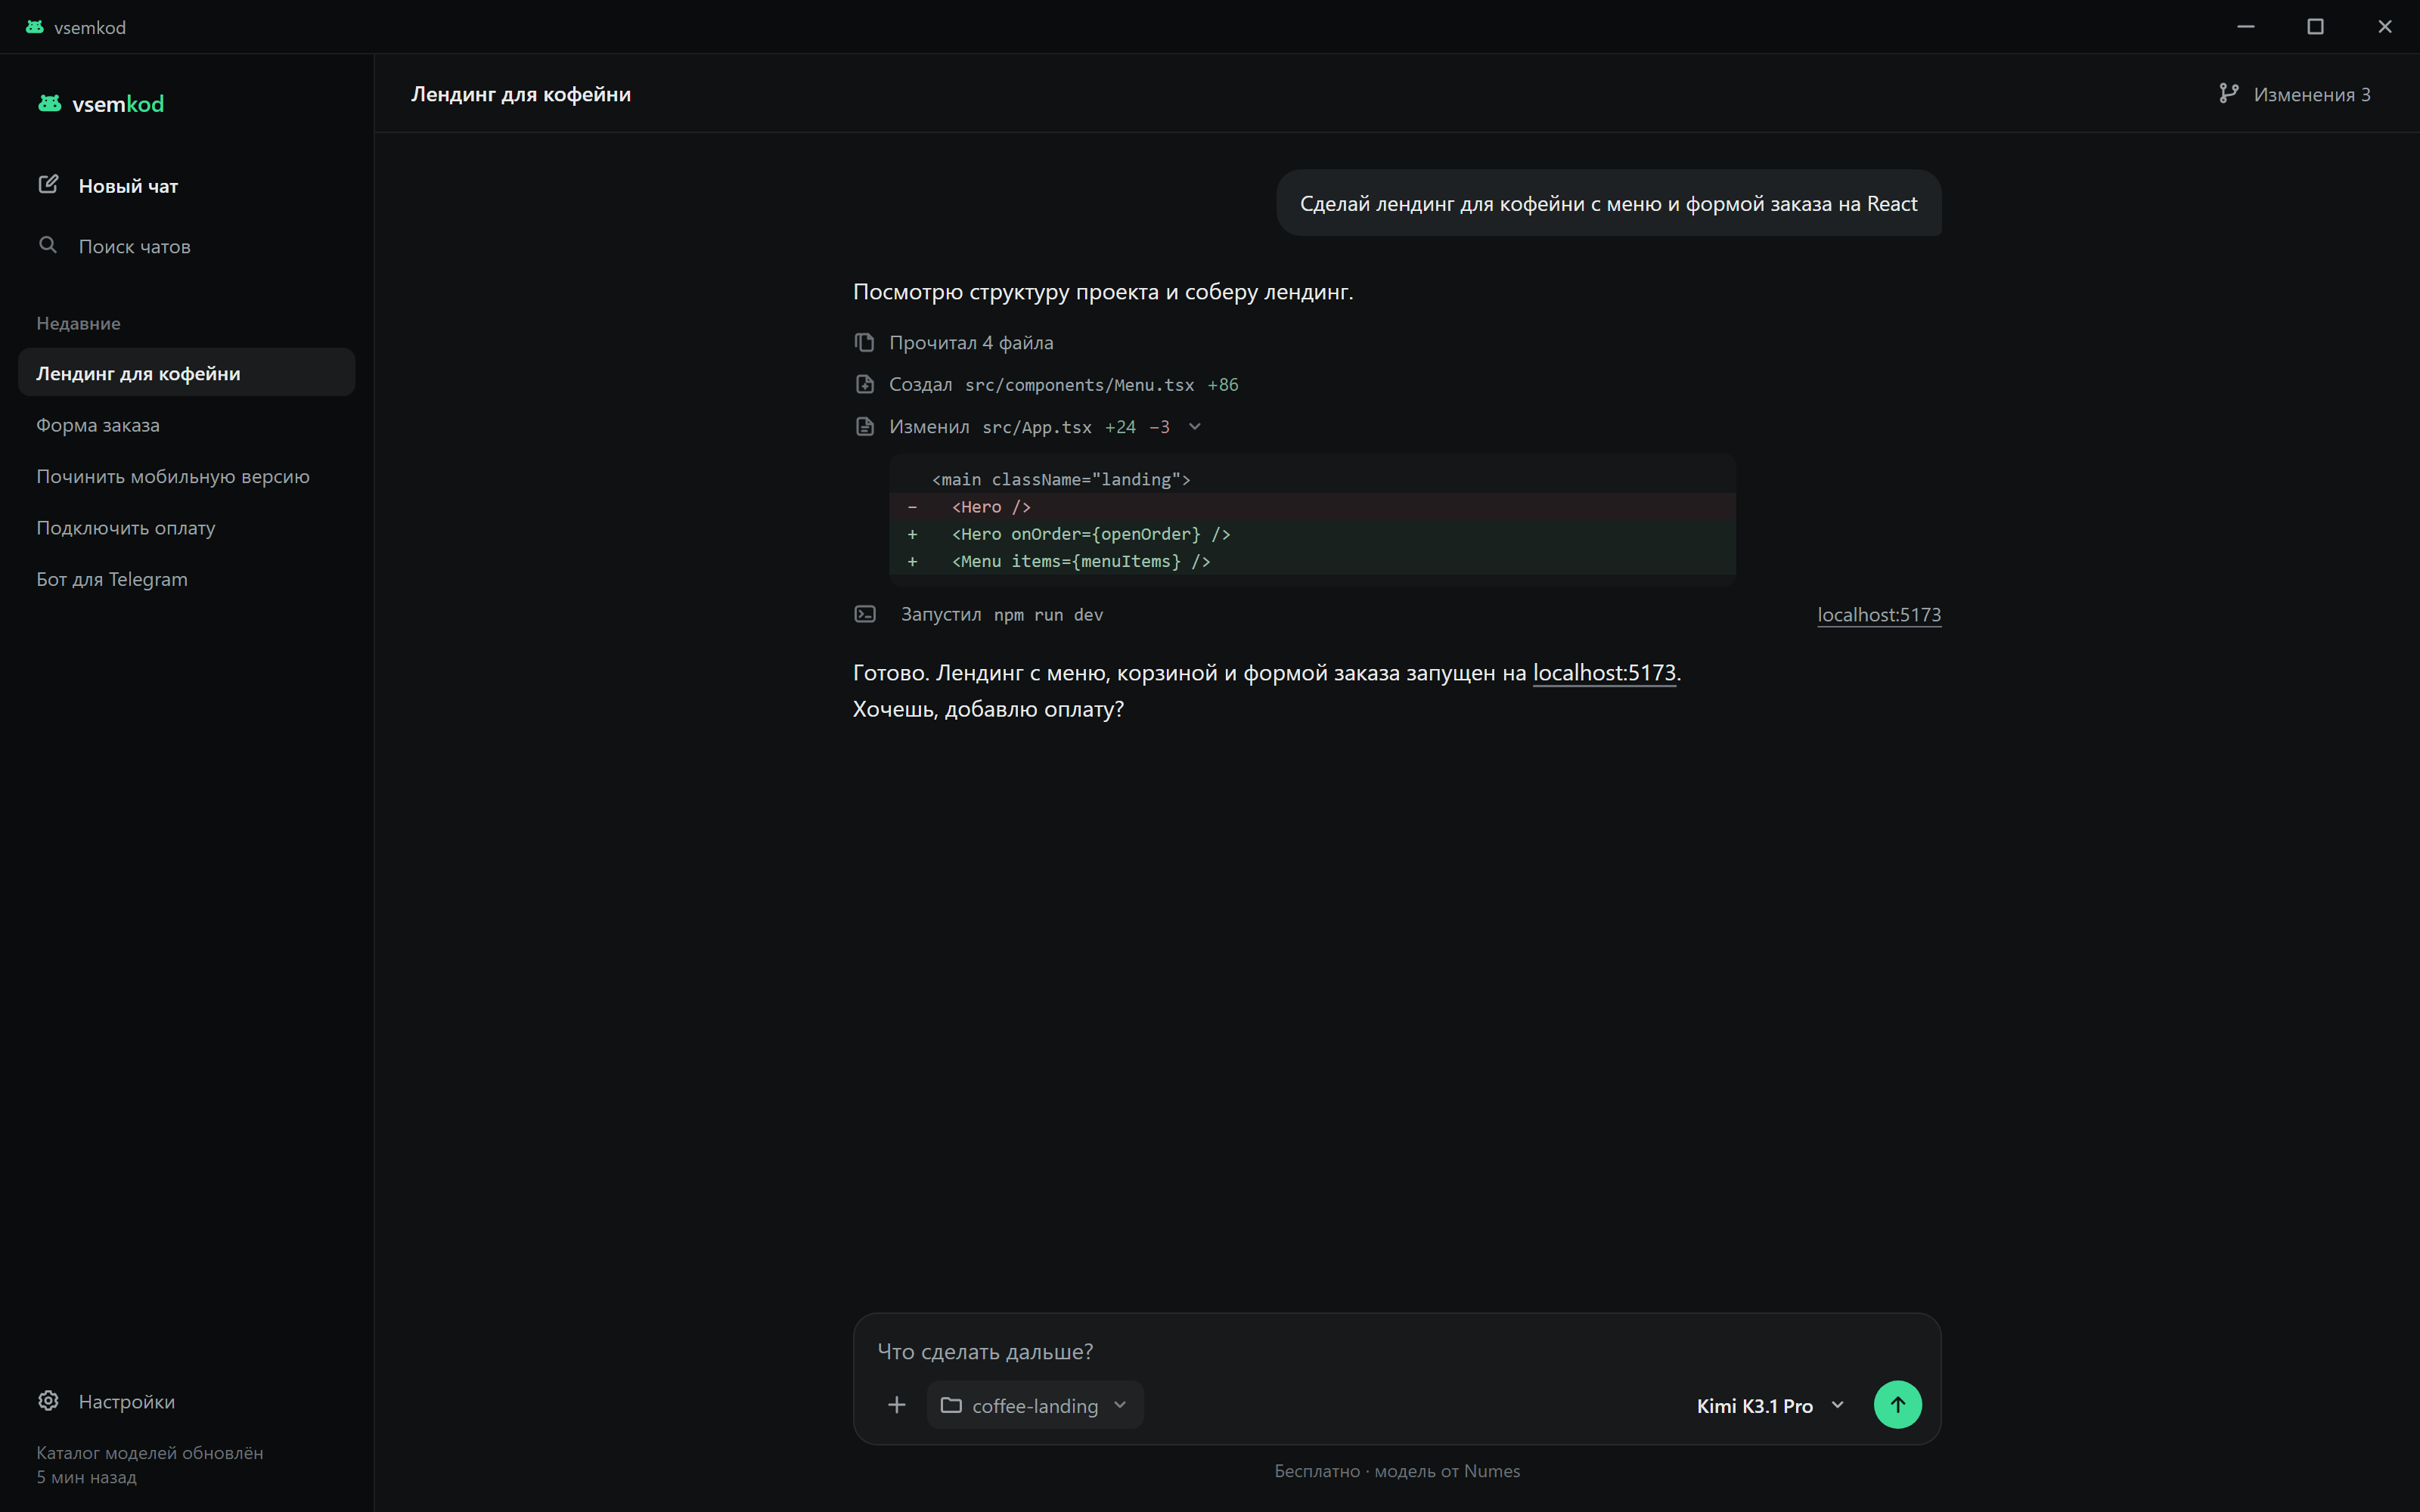 vsemkod
vsemkod
Новый чат
Поиск чатов
Недавние
Лендинг для кофейни
Форма заказа
Починить мобильную версию
Подключить оплату
Бот для Telegram
Настройки
Каталог моделей обновлён
5 мин назад
Лендинг для кофейни
Изменения 3
Сделай лендинг для кофейни с меню и формой заказа на React
Посмотрю структуру проекта и соберу лендинг.
Прочитал 4 файла
Создал src/components/Menu.tsx +86
Изменил src/App.tsx +24 −3
<main className="landing">
− <Hero />
+ <Hero onOrder={openOrder} />
+ <Menu items={menuItems} />
Запустил npm run dev localhost:5173
Готово. Лендинг с меню, корзиной и формой заказа запущен на localhost:5173.
Хочешь, добавлю оплату?
Что сделать дальше?
coffee-landing
Kimi K3.1 Pro
Бесплатно · модель от Numes